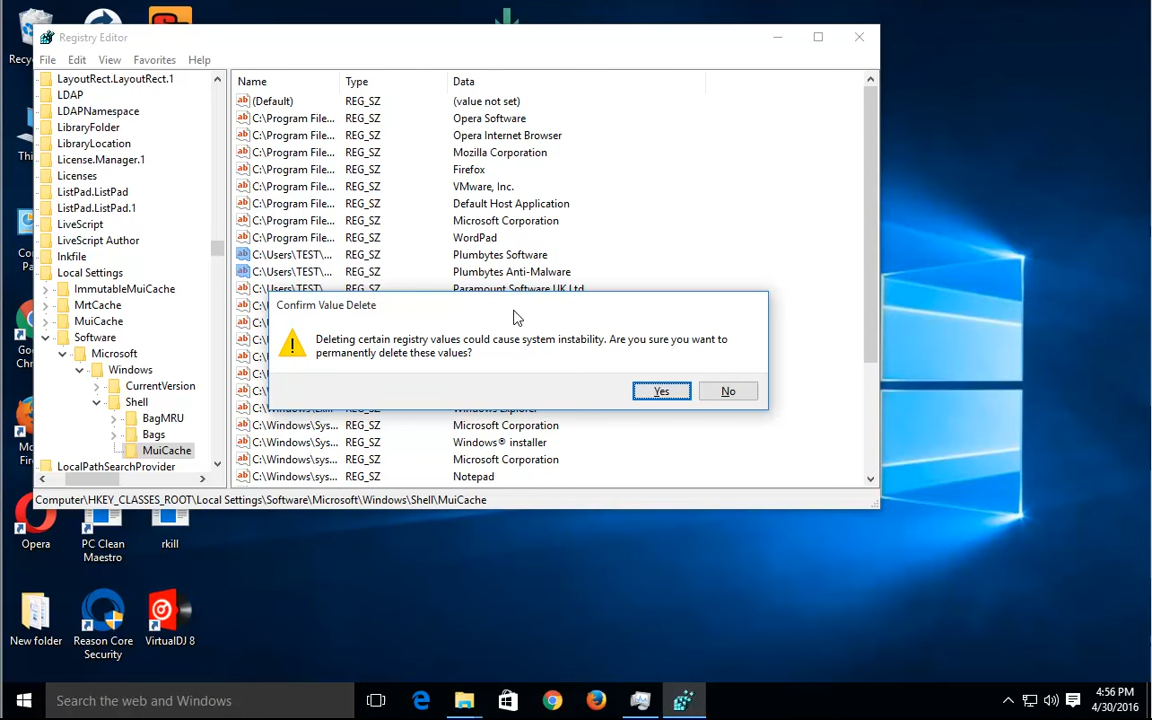 Registry Editor
File Edit View Favorites Help
LayoutRect.LayoutRect.1
LDAP
LDAPNamespace
LibraryFolder
LibraryLocation
License.Manager.1
Licenses
ListPad.ListPad
ListPad.ListPad.1
LiveScript
LiveScript Author
lnkfile
Local Settings
ImmutableMuiCache
MrtCache
MuiCache
Software
Microsoft
Windows
CurrentVersion
Shell
BagMRU
Bags
MuiCache
LocalPathSearchProvider
Name Type Data
(Default) REG_SZ (value not set)
C:\Program File... REG_SZ Opera Software
C:\Program File... REG_SZ Opera Internet Browser
C:\Program File... REG_SZ Mozilla Corporation
C:\Program File... REG_SZ Firefox
C:\Program File... REG_SZ VMware, Inc.
C:\Program File... REG_SZ Default Host Application
C:\Program File... REG_SZ Microsoft Corporation
C:\Program File... REG_SZ WordPad
C:\Users\TEST\... REG_SZ Plumbytes Software
C:\Users\TEST\... REG_SZ Plumbytes Anti-Malware
C:\Users\TEST\... REG_SZ Paramount Software UK Ltd
Confirm Value Delete
Deleting certain registry values could cause system instability. Are you sure you want to
permanently delete these values?
Yes No
Windows Explorer
C:\Windows\Sys... REG_SZ Microsoft Corporation
C:\Windows\Sys... REG_SZ Windows® installer
C:\Windows\sys... REG_SZ Microsoft Corporation
C:\Windows\sys... REG_SZ Notepad
Computer\HKEY_CLASSES_ROOT\Local Settings\Software\Microsoft\Windows\Shell\MuiCache
Opera
PC Clean
Maestro
rkill
New folder
Reason Core
Security
VirtualDJ 8
Search the web and Windows
4:56 PM
4/30/2016